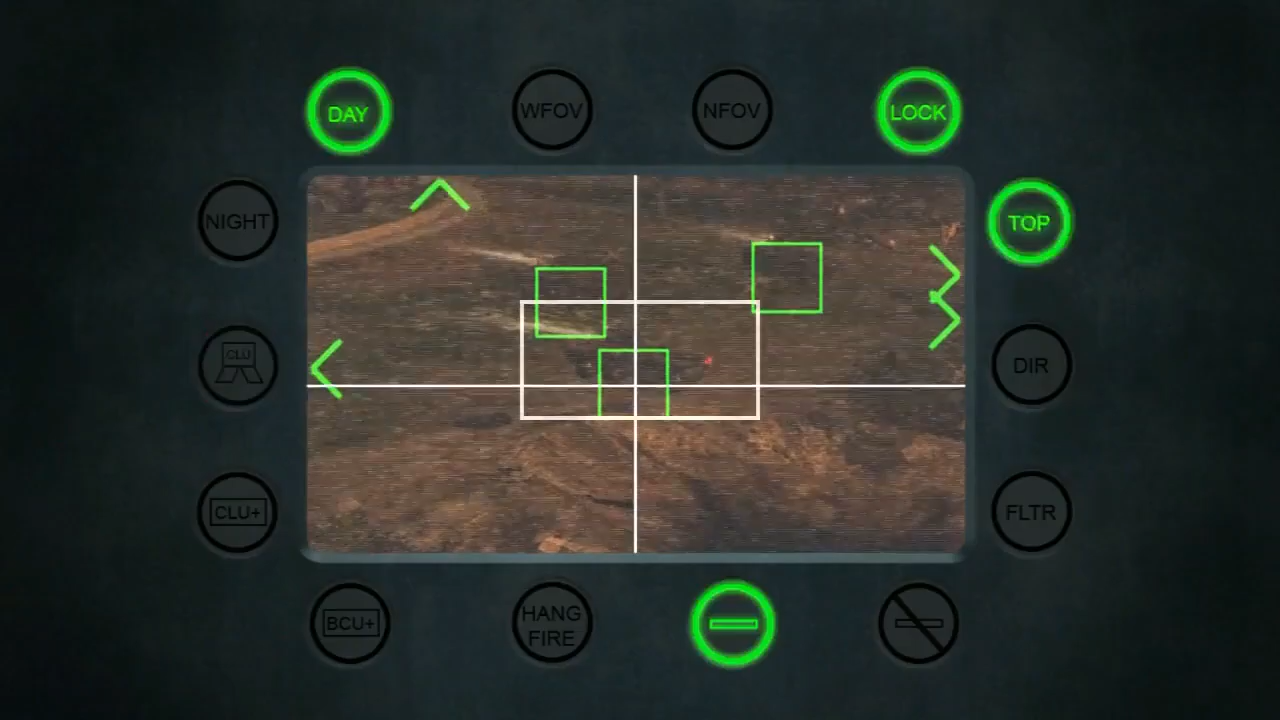 DAY
WFOV
NFOV
LOCK
NIGHT
TOP
CLU
DIR
CLU+
FLTR
BCU+
HANG
FIRE